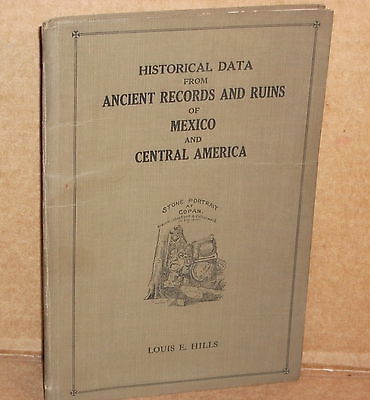 HISTORICAL DATA
FROM
ANCIENT RECORDS AND RUINS
OF
MEXICO
AND
CENTRAL AMERICA
STONE PORTRAIT
AT
COPAN.
LOUIS E. HILLS